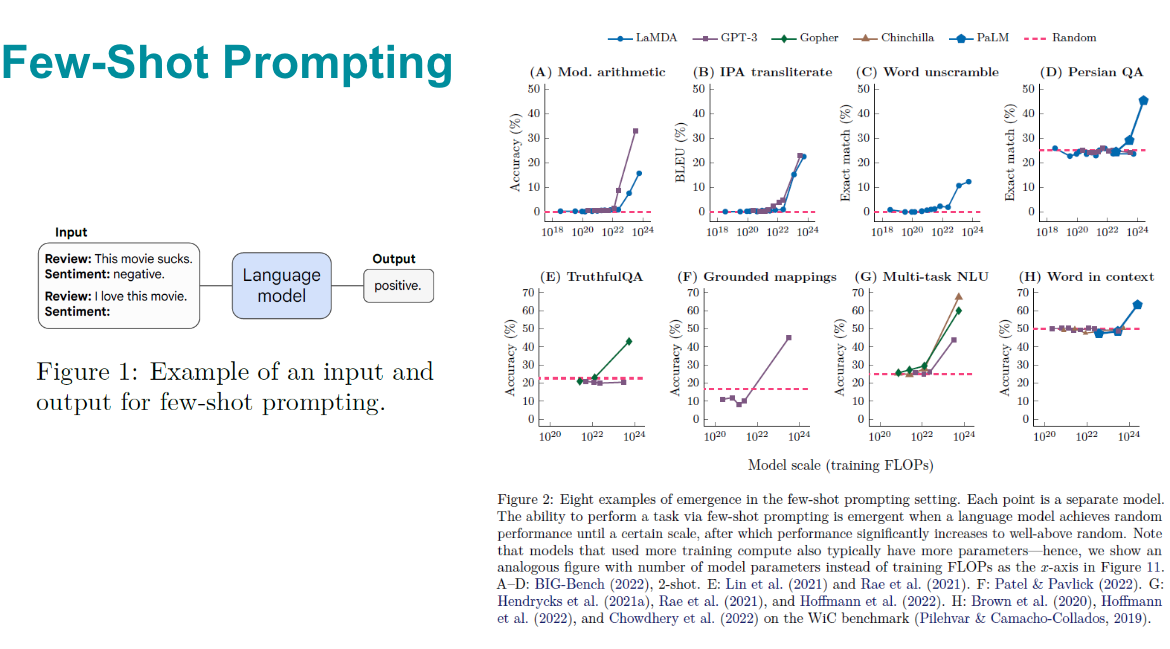 Few-Shot Prompting
Input
Review: This movie sucks.
Sentiment: negative.
Review: I love this movie.
Sentiment:
Language
model
Output
positive.
Figure 1: Example of an input and
output for few-shot prompting.
LaMDA GPT-3 Gopher Chinchilla PaLM Random
(A) Mod. arithmetic
Accuracy (%)
50
40
30
20
10
0
10^18 10^20 10^22 10^24
(B) IPA transliterate
BLEU (%)
50
40
30
20
10
0
10^18 10^20 10^22 10^24
(C) Word unscramble
Exact match (%)
50
40
30
20
10
0
10^18 10^20 10^22 10^24
(D) Persian QA
Exact match (%)
50
40
30
20
10
0
10^18 10^20 10^22 10^24
(E) TruthfulQA
Accuracy (%)
70
60
50
40
30
20
10
0
10^20 10^22 10^24
(F) Grounded mappings
Accuracy (%)
70
60
50
40
30
20
10
0
10^20 10^22 10^24
(G) Multi-task NLU
Accuracy (%)
70
60
50
40
30
20
10
0
10^20 10^22 10^24
(H) Word in context
Accuracy (%)
70
60
50
40
30
20
10
0
10^20 10^22 10^24
Model scale (training FLOPs)
Figure 2: Eight examples of emergence in the few-shot prompting setting. Each point is a separate model.
The ability to perform a task via few-shot prompting is emergent when a language model achieves random
performance until a certain scale, after which performance significantly increases to well-above random. Note
that models that used more training compute also typically have more parameters—hence, we show an
analogous figure with number of model parameters instead of training FLOPs as the x-axis in Figure 11.
A–D: BIG-Bench (2022), 2-shot. E: Lin et al. (2021) and Rae et al. (2021). F: Patel & Pavlick (2022). G:
Hendrycks et al. (2021a), Rae et al. (2021), and Hoffmann et al. (2022). H: Brown et al. (2020), Hoffmann
et al. (2022), and Chowdhery et al. (2022) on the WiC benchmark (Pilehvar & Camacho-Collados, 2019).